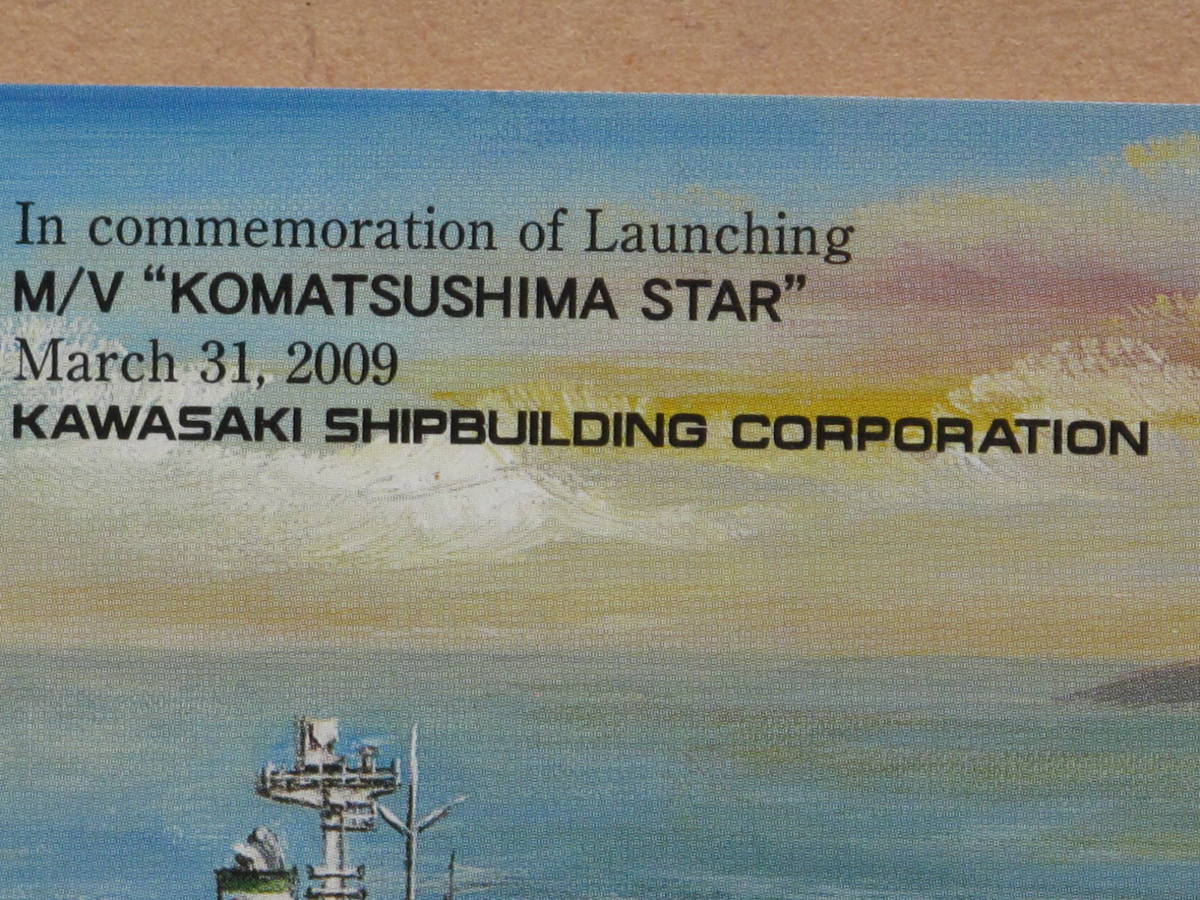 In commemoration of Launching
M/V “KOMATSUSHIMA STAR”
March 31, 2009
KAWASAKI SHIPBUILDING CORPORATION